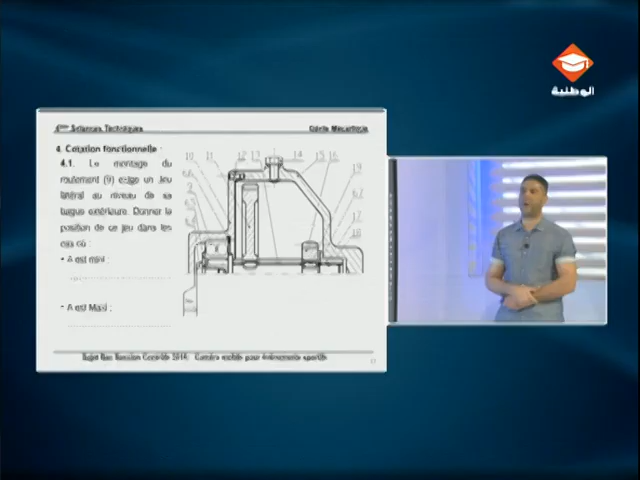 الوطنية
4ème Sciences Techniques
Génie Mécanique
4. Cotation fonctionnelle :
4.1. Le montage du
roulement (9) exige un jeu
latéral au niveau de sa
bague extérieure. Donner la
position de ce jeu dans les
cas où :
• A est mini :
• A est Maxi :
10 11 12 13 14 15 16
19
17
18
Sujet Bac Session Contrôle 2014 : Caméra mobile pour événements sportifs